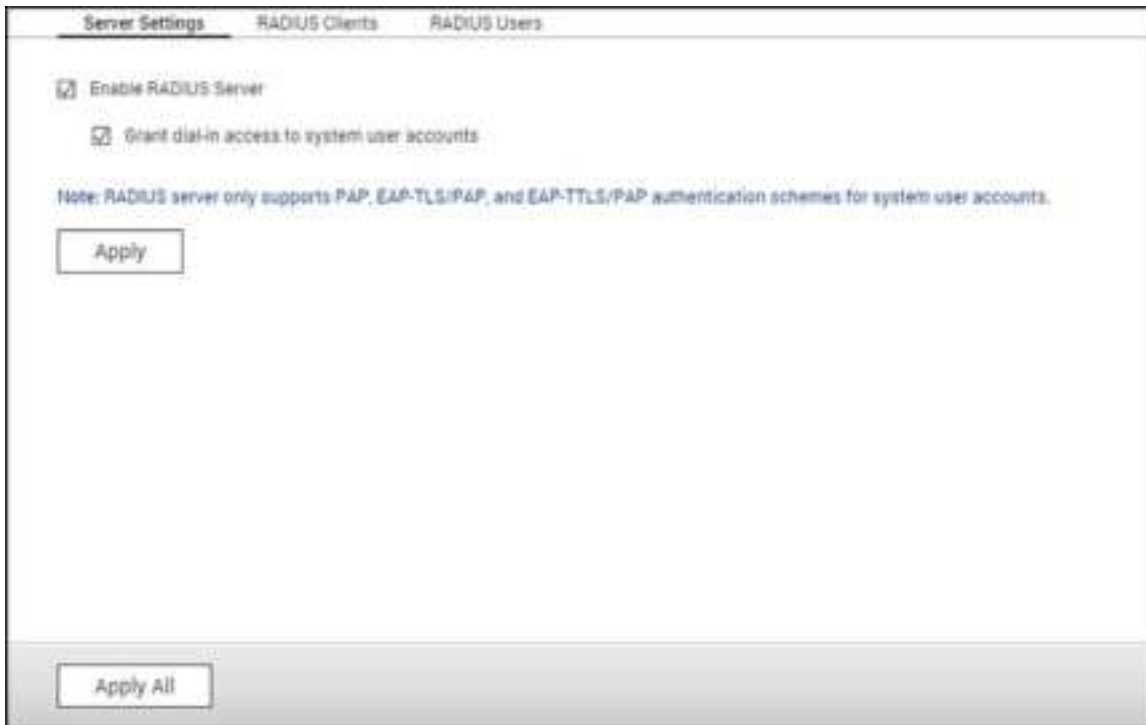 Server Settings RADIUS Clients RADIUS Users
Enable RADIUS Server
Grant dial-in access to system user accounts
Note: RADIUS server only supports PAP, EAP-TLS/PAP, and EAP-TTLS/PAP authentication schemes for system user accounts.
Apply
Apply All